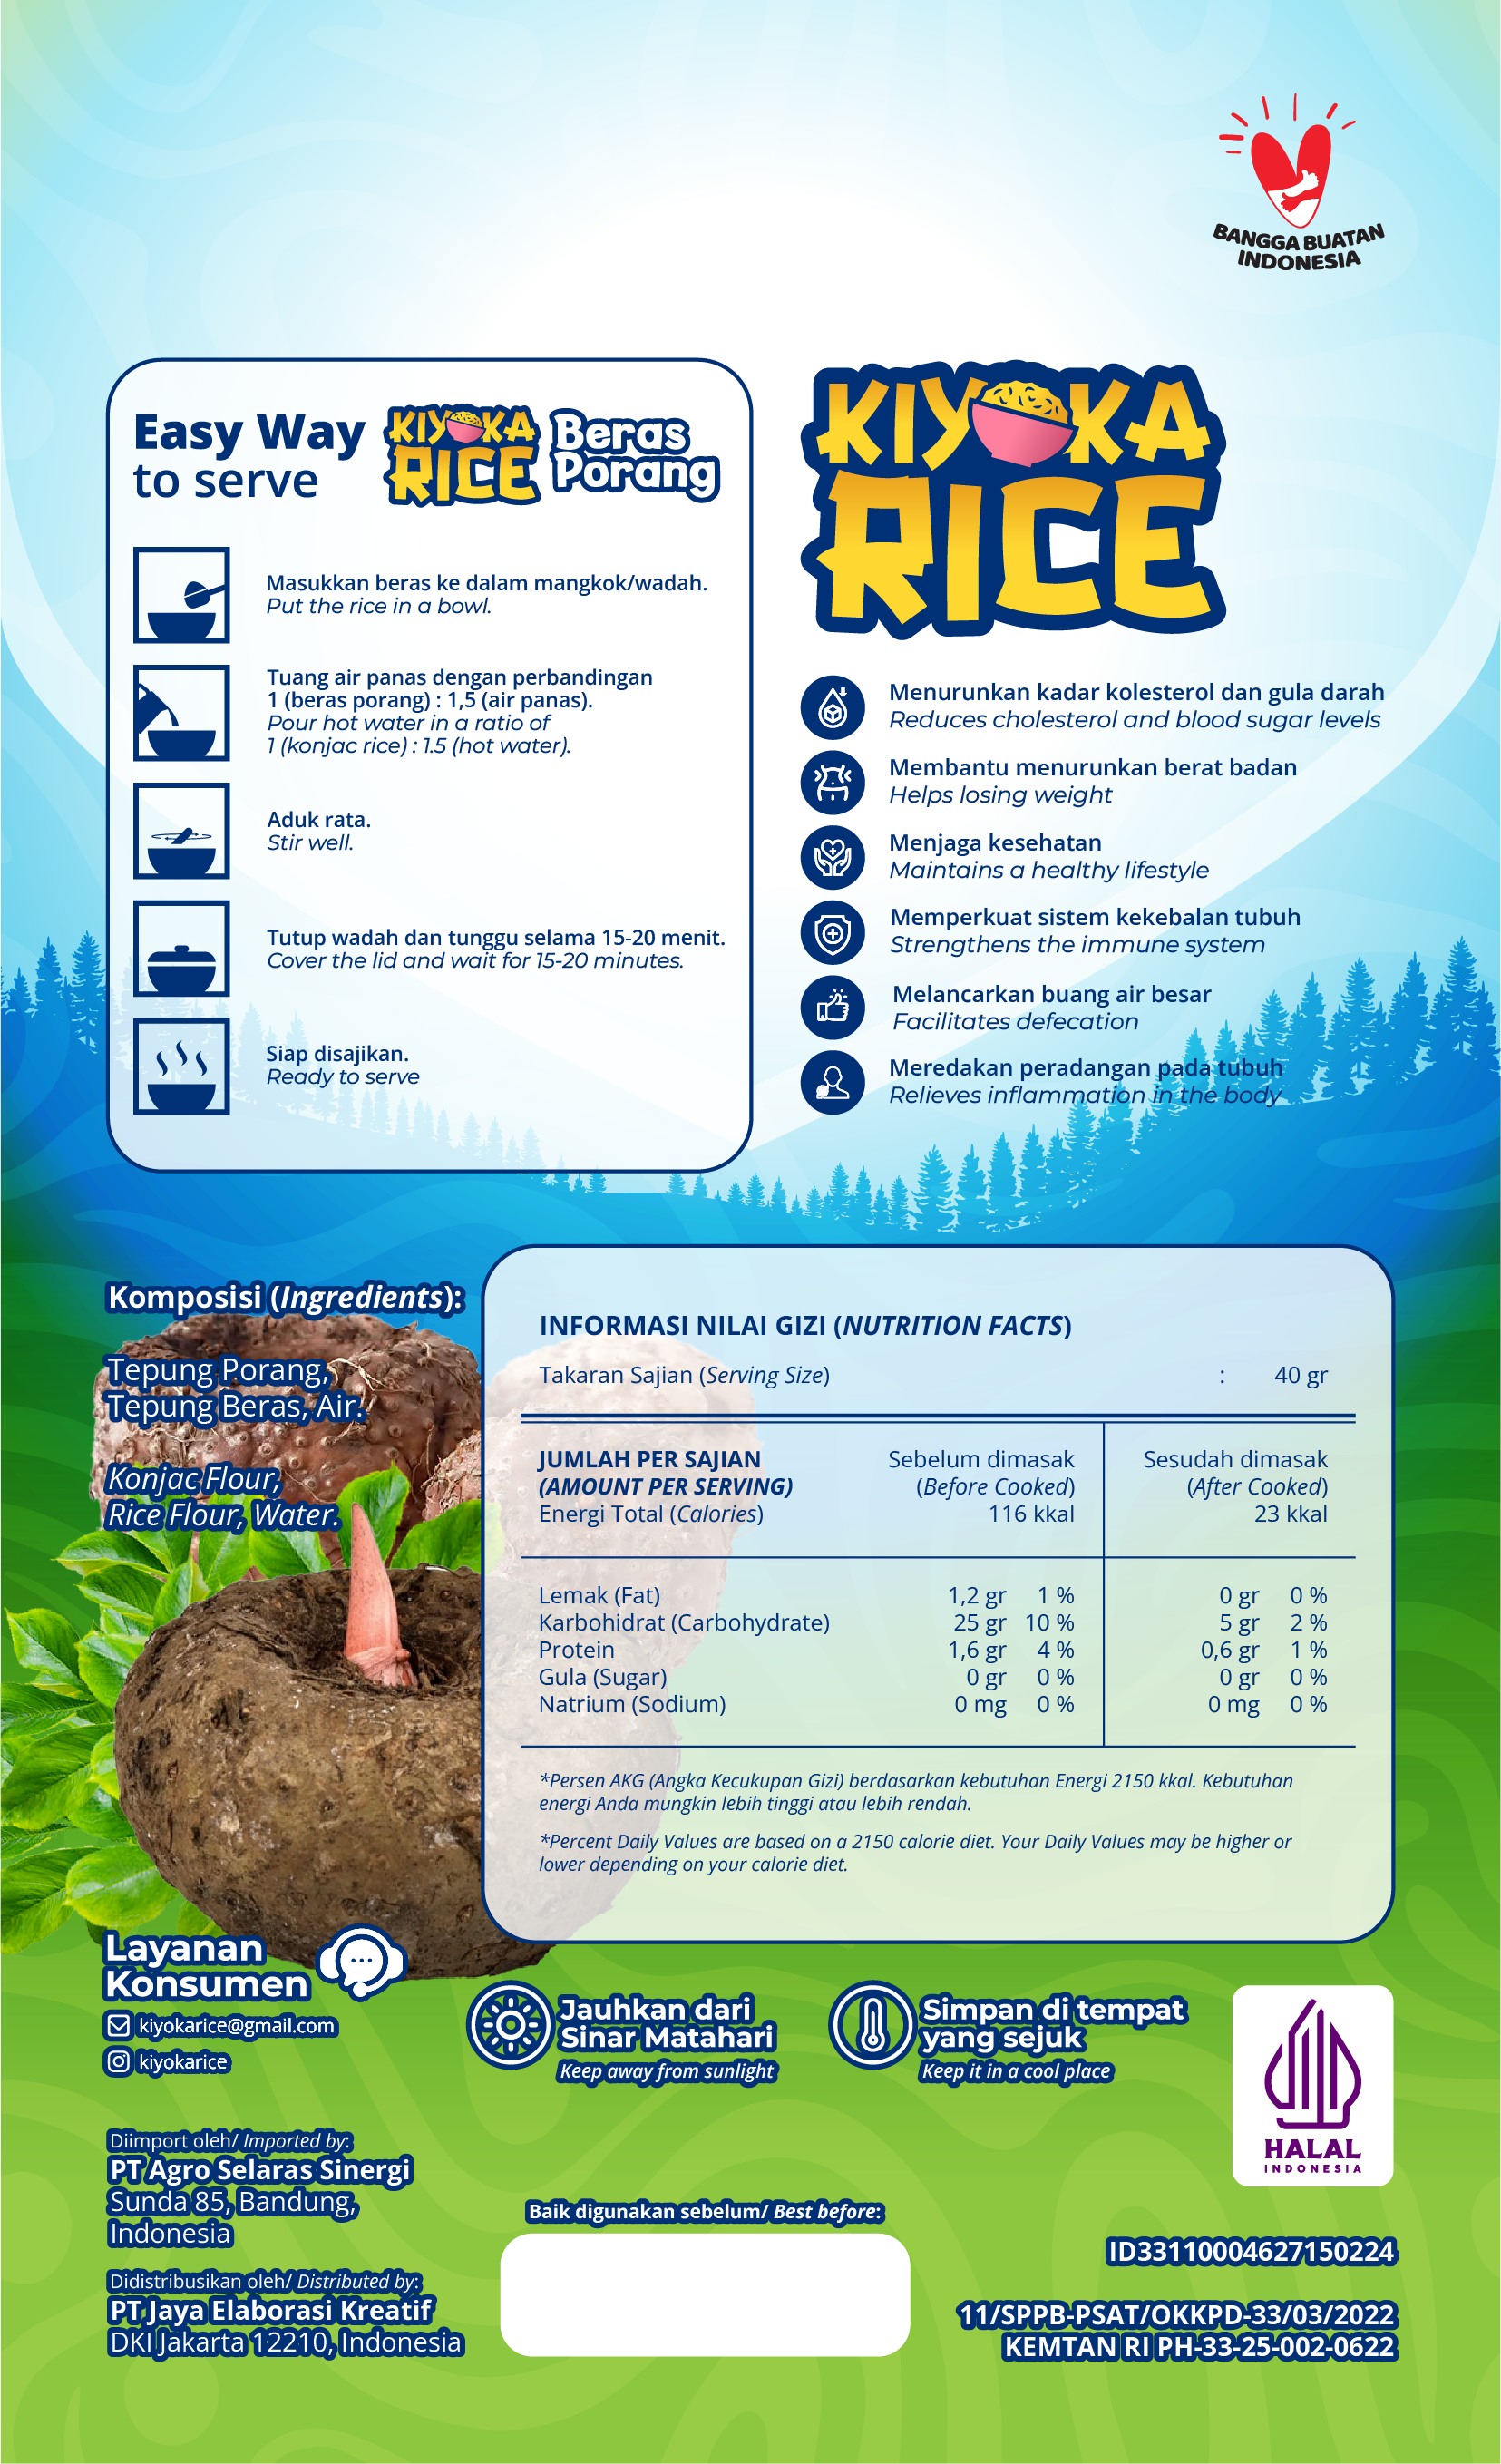 BANGGA BUATAN
INDONESIA
Easy Way
to serve
KIYOKA
RICE
Beras
Porang
Masukkan beras ke dalam mangkok/wadah.
Put the rice in a bowl.
Tuang air panas dengan perbandingan
1 (beras porang) : 1,5 (air panas).
Pour hot water in a ratio of
1 (konjac rice) : 1.5 (hot water).
Aduk rata.
Stir well.
Tutup wadah dan tunggu selama 15-20 menit.
Cover the lid and wait for 15-20 minutes.
Siap disajikan.
Ready to serve
KIYOKA
RICE
Menurunkan kadar kolesterol dan gula darah
Reduces cholesterol and blood sugar levels
Membantu menurunkan berat badan
Helps losing weight
Menjaga kesehatan
Maintains a healthy lifestyle
Memperkuat sistem kekebalan tubuh
Strengthens the immune system
Melancarkan buang air besar
Facilitates defecation
Meredakan peradangan pada tubuh
Relieves inflammation in the body
Komposisi (Ingredients):
Tepung Porang,
Tepung Beras, Air.
Konjac Flour,
Rice Flour, Water.
INFORMASI NILAI GIZI (NUTRITION FACTS)
Takaran Sajian (Serving Size) : 40 gr
JUMLAH PER SAJIAN Sebelum dimasak Sesudah dimasak
(AMOUNT PER SERVING) (Before Cooked) (After Cooked)
Energi Total (Calories) 116 kkal 23 kkal
Lemak (Fat) 1,2 gr 1 % 0 gr 0 %
Karbohidrat (Carbohydrate) 25 gr 10 % 5 gr 2 %
Protein 1,6 gr 4 % 0,6 gr 1 %
Gula (Sugar) 0 gr 0 % 0 gr 0 %
Natrium (Sodium) 0 mg 0 % 0 mg 0 %
*Persen AKG (Angka Kecukupan Gizi) berdasarkan kebutuhan Energi 2150 kkal. Kebutuhan
energi Anda mungkin lebih tinggi atau lebih rendah.
*Percent Daily Values are based on a 2150 calorie diet. Your Daily Values may be higher or
lower depending on your calorie diet.
Layanan
Konsumen
kiyokarice@gmail.com
kiyokarice
Jauhkan dari
Sinar Matahari
Keep away from sunlight
Simpan di tempat
yang sejuk
Keep it in a cool place
HALAL
INDONESIA
Diimport oleh/ Imported by:
PT Agro Selaras Sinergi
Sunda 85, Bandung,
Indonesia
Didistribusikan oleh/ Distributed by:
PT Jaya Elaborasi Kreatif
DKI Jakarta 12210, Indonesia
Baik digunakan sebelum/ Best before:
ID33110004627150224
11/SPPB-PSAT/OKKPD-33/03/2022
KEMTAN RI PH-33-25-002-0622